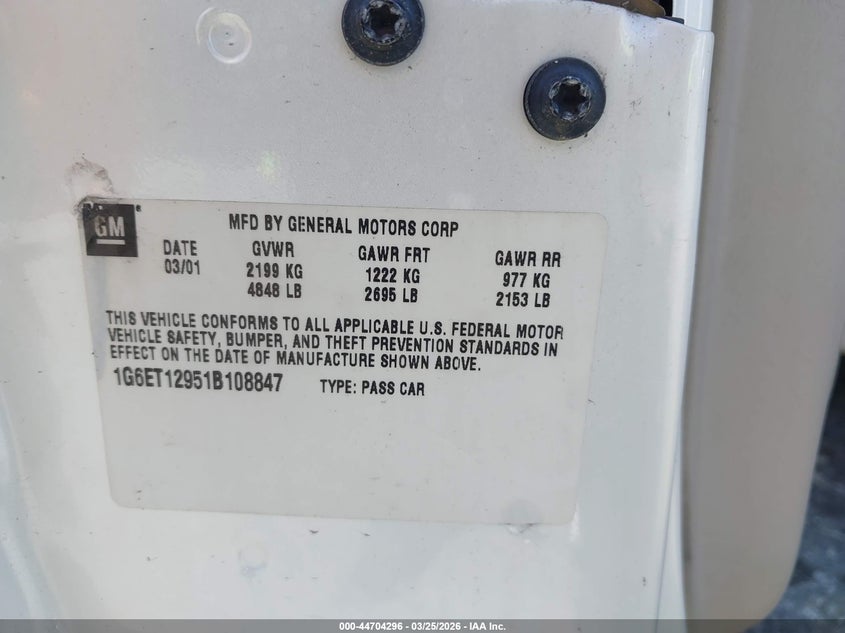 GM
MFD BY GENERAL MOTORS CORP
DATE GVWR GAWR FRT GAWR RR
03/01 2199 KG 1222 KG 977 KG
4848 LB 2695 LB 2153 LB
THIS VEHICLE CONFORMS TO ALL APPLICABLE U.S. FEDERAL MOTOR
VEHICLE SAFETY, BUMPER, AND THEFT PREVENTION STANDARDS IN
EFFECT ON THE DATE OF MANUFACTURE SHOWN ABOVE.
1G6ET12951B108847 TYPE: PASS CAR
000-44704296 - 03/25/2026 - IAA Inc.